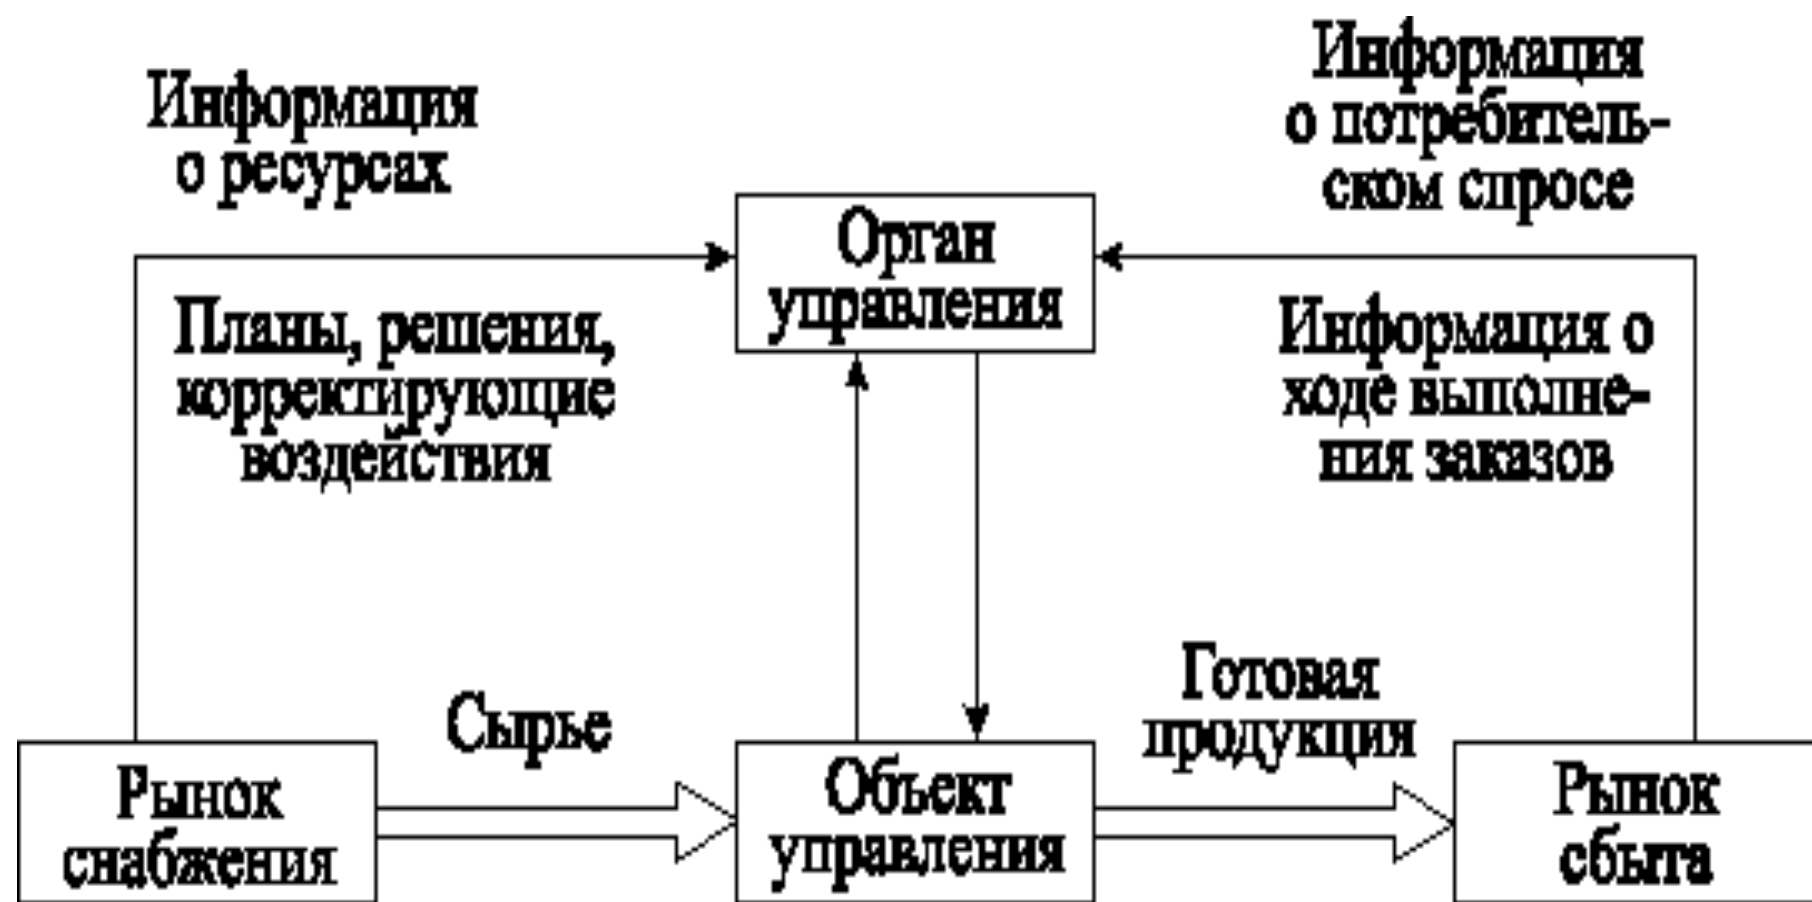 Информация
о ресурсах
Информация
о потребитель-
ском спросе
Орган
управления
Планы, решения,
корректирующие
воздействия
Информация о
ходе выполне-
ния заказов
Сырье
Готовая
продукция
Рынок
снабжения
Объект
управления
Рынок
сбыта